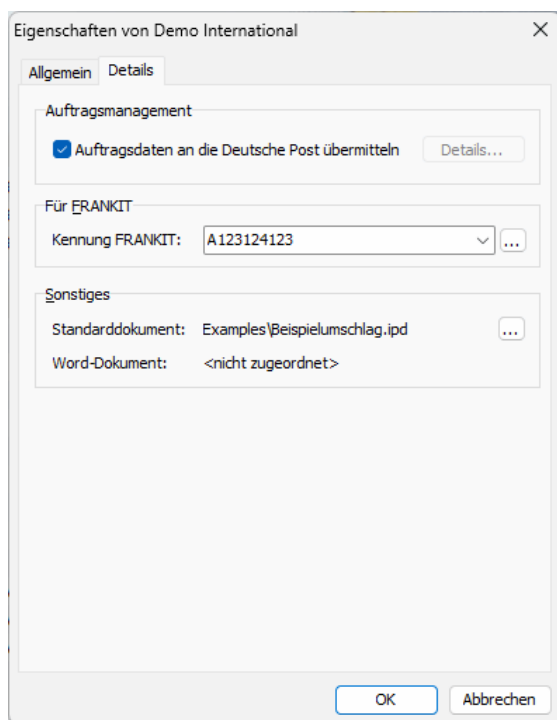 Eigenschaften von Demo International
Allgemein Details
Auftragsmanagement
Auftragsdaten an die Deutsche Post übermitteln Details...
Für FRANKIT
Kennung FRANKIT: A123124123 ...
Sonstiges
Standarddokument: Examples\Beispielumschlag.ipd ...
Word-Dokument: <nicht zugeordnet>
OK Abbrechen